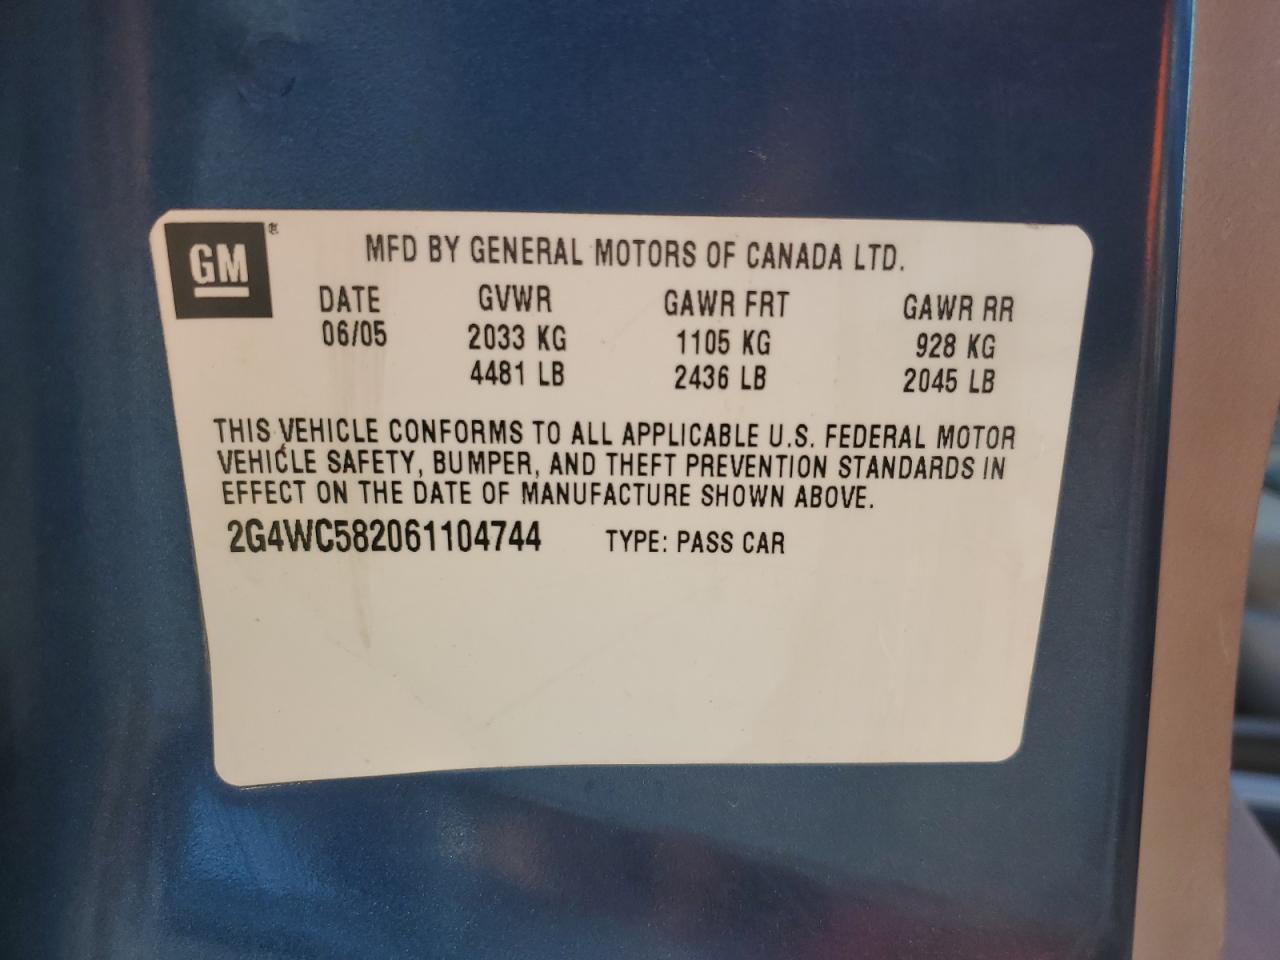 GM®
MFD BY GENERAL MOTORS OF CANADA LTD.
DATE GVWR GAWR FRT GAWR RR
06/05 2033 KG 1105 KG 928 KG
4481 LB 2436 LB 2045 LB
THIS VEHICLE CONFORMS TO ALL APPLICABLE U.S. FEDERAL MOTOR
VEHICLE SAFETY, BUMPER, AND THEFT PREVENTION STANDARDS IN
EFFECT ON THE DATE OF MANUFACTURE SHOWN ABOVE.
2G4WC582061104744 TYPE: PASS CAR